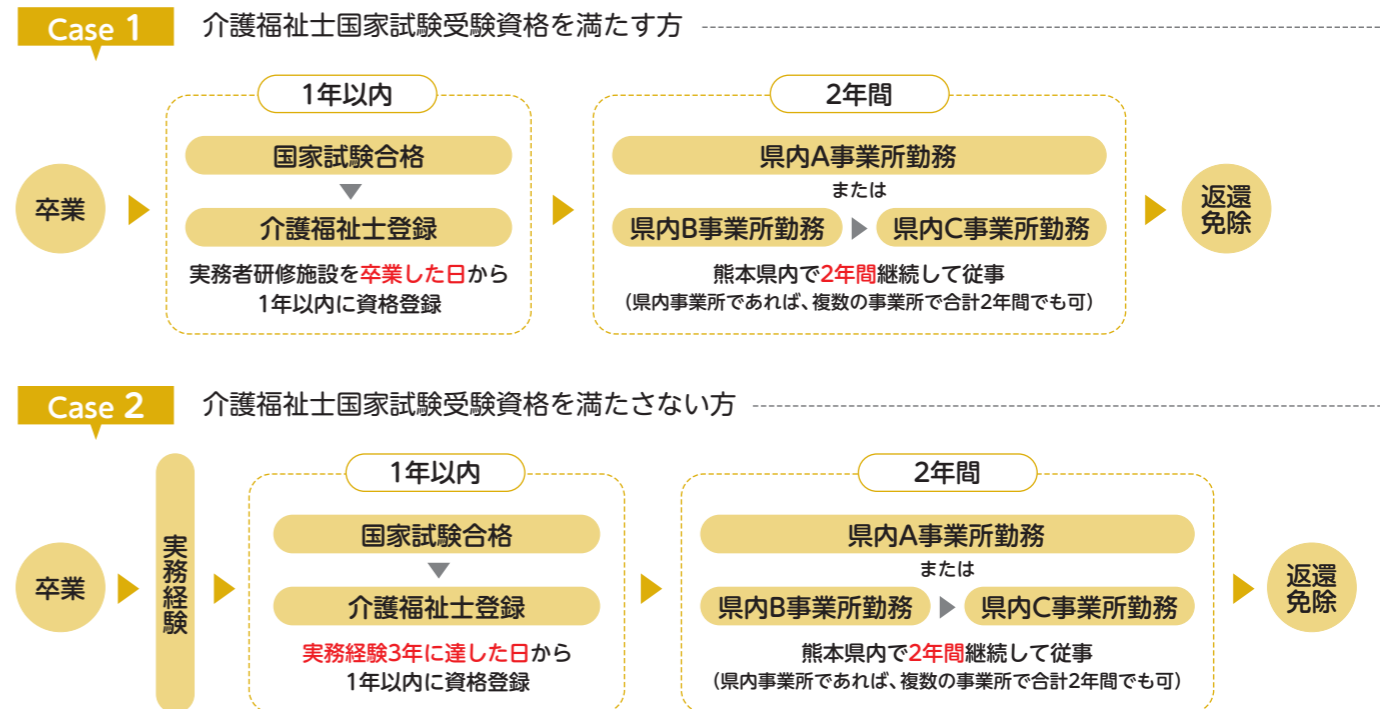 Case 1 介護福祉士国家試験受験資格を満たす方
1年以内
国家試験合格
介護福祉士登録
実務者研修施設を卒業した日から
1年以内に資格登録
2年間
県内A事業所勤務
または
県内B事業所勤務 県内C事業所勤務
熊本県内で2年間継続して従事
（県内事業所であれば、複数の事業所で合計2年間でも可）
卒業
返還
免除
Case 2 介護福祉士国家試験受験資格を満たさない方
卒業
実務経験
1年以内
国家試験合格
介護福祉士登録
実務経験3年に達した日から
1年以内に資格登録
2年間
県内A事業所勤務
または
県内B事業所勤務 県内C事業所勤務
熊本県内で2年間継続して従事
（県内事業所であれば、複数の事業所で合計2年間でも可）
返還
免除